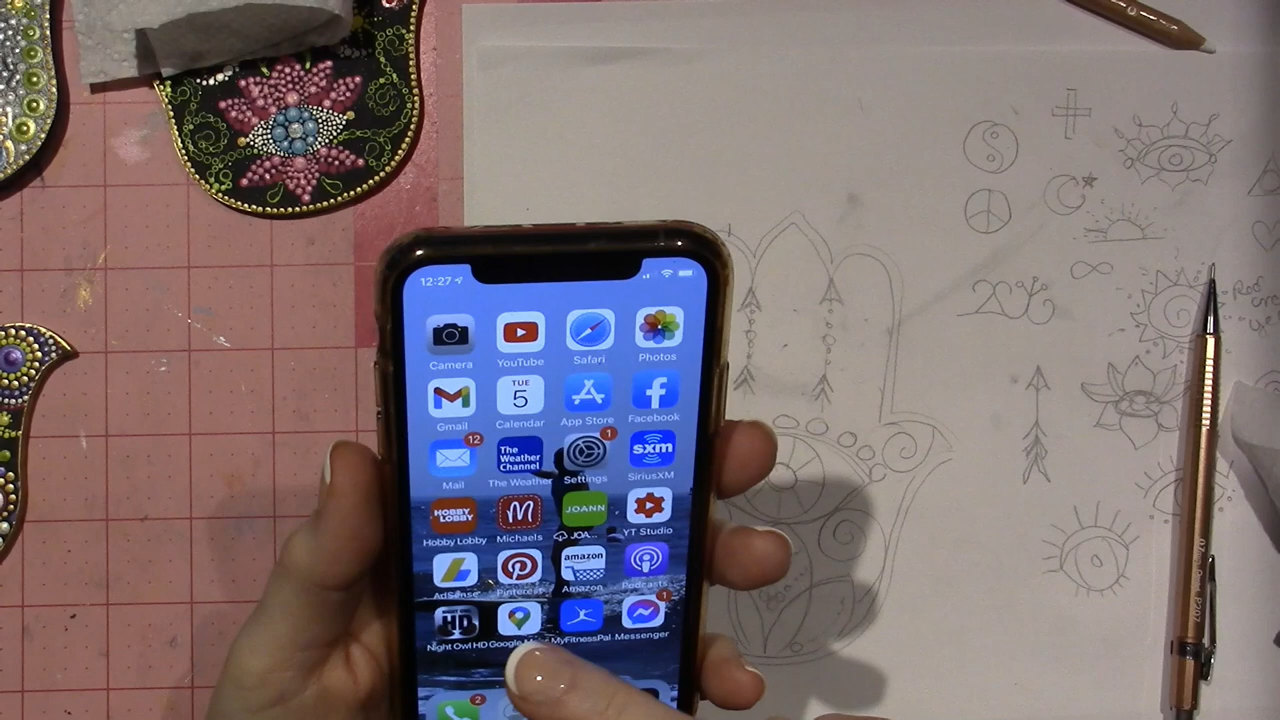 12:27
Camera YouTube Safari Photos
TUE
5
Gmail Calendar App Store Facebook
12 1
The
Weather
Channel
sxm
Mail The Weather Settings SiriusXM
HOBBY
LOBBY
JOANN
Hobby Lobby Michaels JOA... YT Studio
amazon
AdSense Pinterest Amazon Podcasts
1
HD
Night Owl HD Google MyFitnessPal Messenger
2